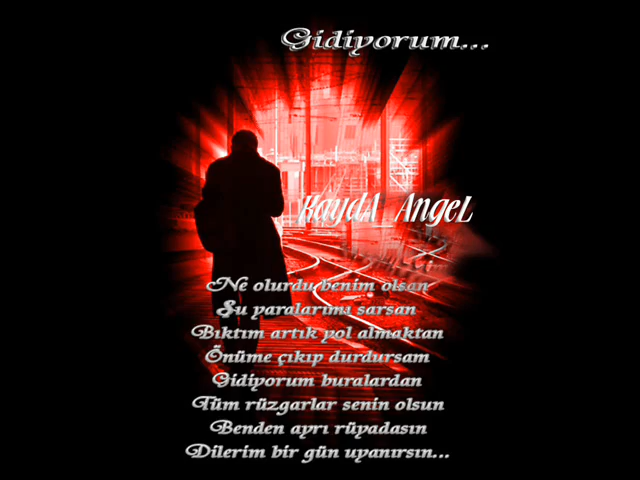 Gidiyorum...
KaydA AngeL
Ne olurdu benim olsan
Şu paralarımı sarsan
Bıktım artık yol almaktan
Önüme çıkıp durdursam
Gidiyorum buralardan
Tüm rüzgarlar senin olsun
Benden ayrı rüyadasın
Dilerim bir gün uyanırsın...